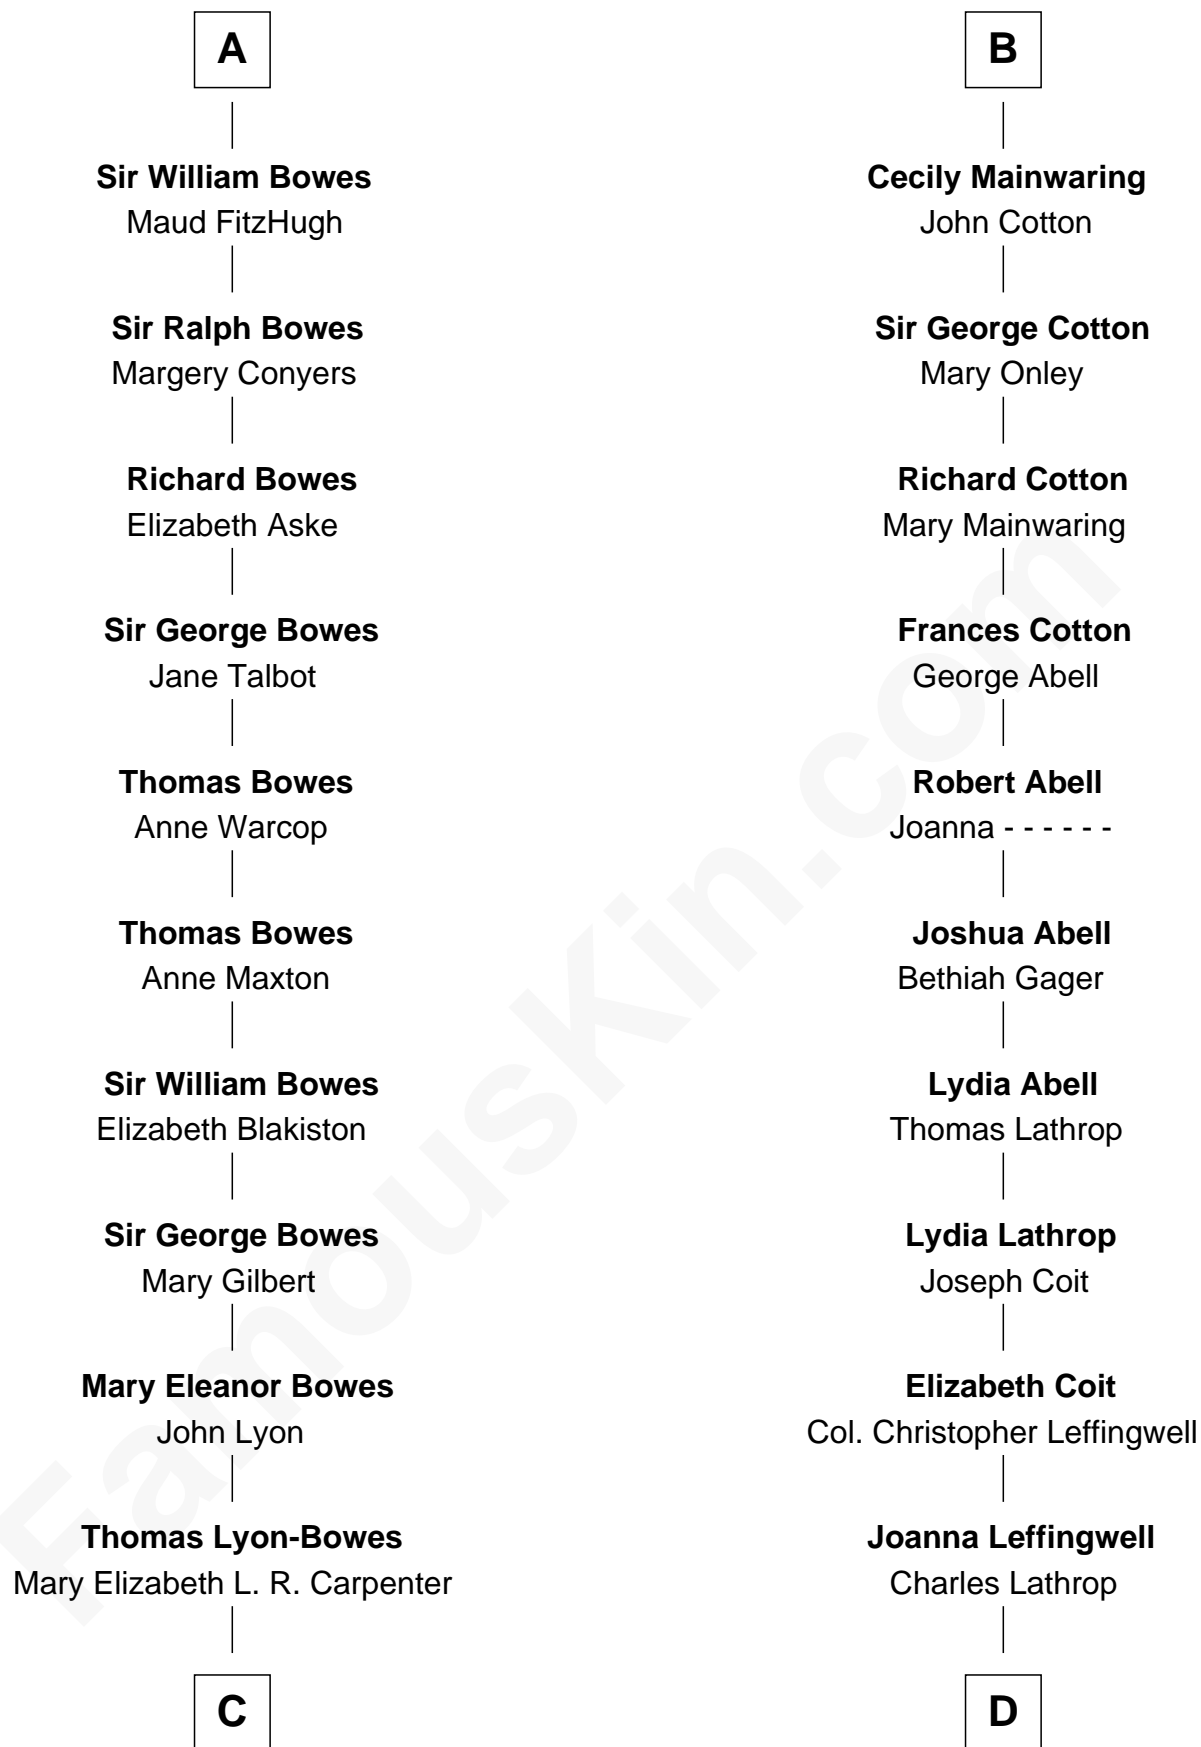 A
Sir William Bowes
Maud FitzHugh
Sir Ralph Bowes
Margery Conyers
Richard Bowes
Elizabeth Aske
Sir George Bowes
Jane Talbot
Thomas Bowes
Anne Warcop
Thomas Bowes
Anne Maxton
Sir William Bowes
Elizabeth Blakiston
Sir George Bowes
Mary Gilbert
Mary Eleanor Bowes
John Lyon
Thomas Lyon-Bowes
Mary Elizabeth L. R. Carpenter
C
B
Cecily Mainwaring
John Cotton
Sir George Cotton
Mary Onley
Richard Cotton
Mary Mainwaring
Frances Cotton
George Abell
Robert Abell
Joanna - - - - - -
Joshua Abell
Bethiah Gager
Lydia Abell
Thomas Lathrop
Lydia Lathrop
Joseph Coit
Elizabeth Coit
Col. Christopher Leffingwell
Joanna Leffingwell
Charles Lathrop
D
FamousKin.com